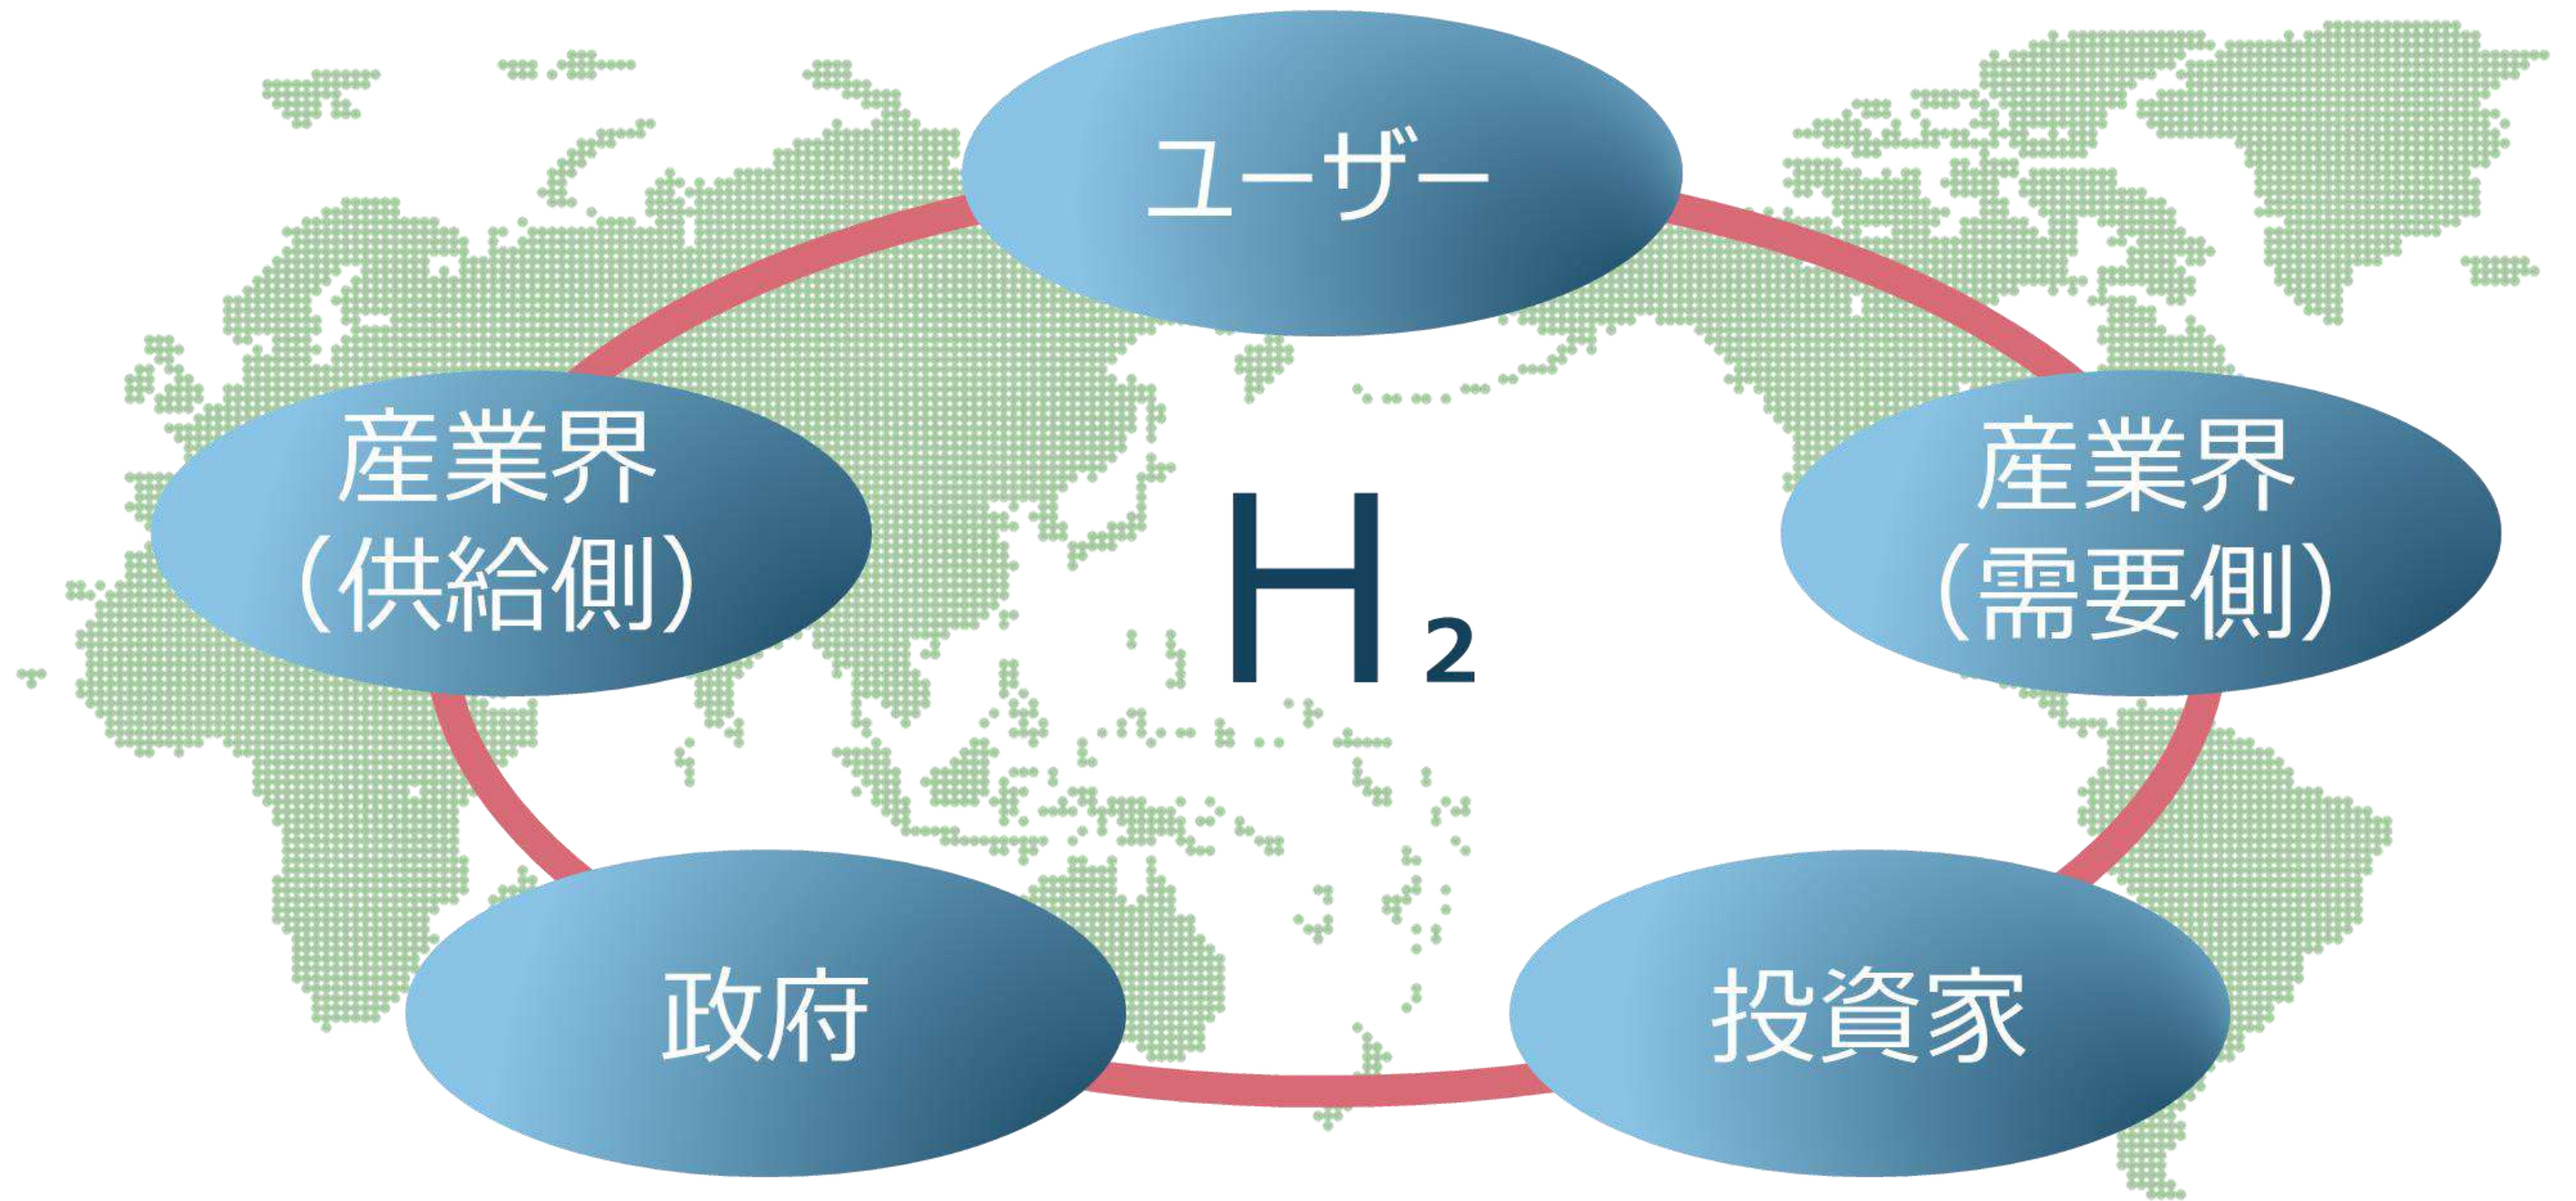 ユーザー
産業界
（供給側）
産業界
（需要側）
H₂
政府
投資家